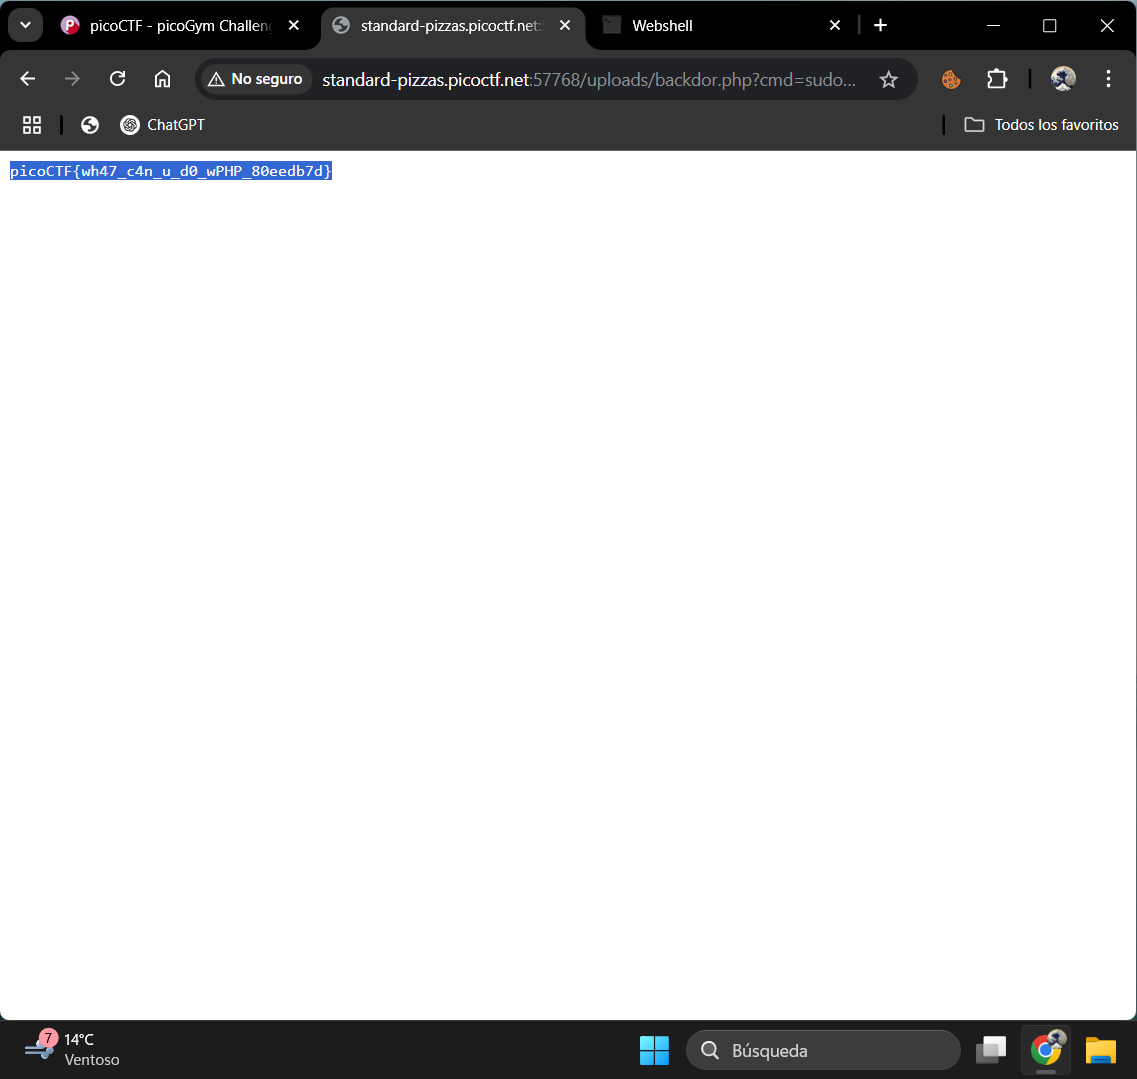 picoCTF - picoGym Challeng
standard-pizzas.picoctf.net:
Webshell
No seguro
standard-pizzas.picoctf.net:57768/uploads/backdor.php?cmd=sudo...
ChatGPT
Todos los favoritos
picoCTF{wh47_c4n_u_d0_wPHP_80eedb7d}
7
14°C
Ventoso
Búsqueda